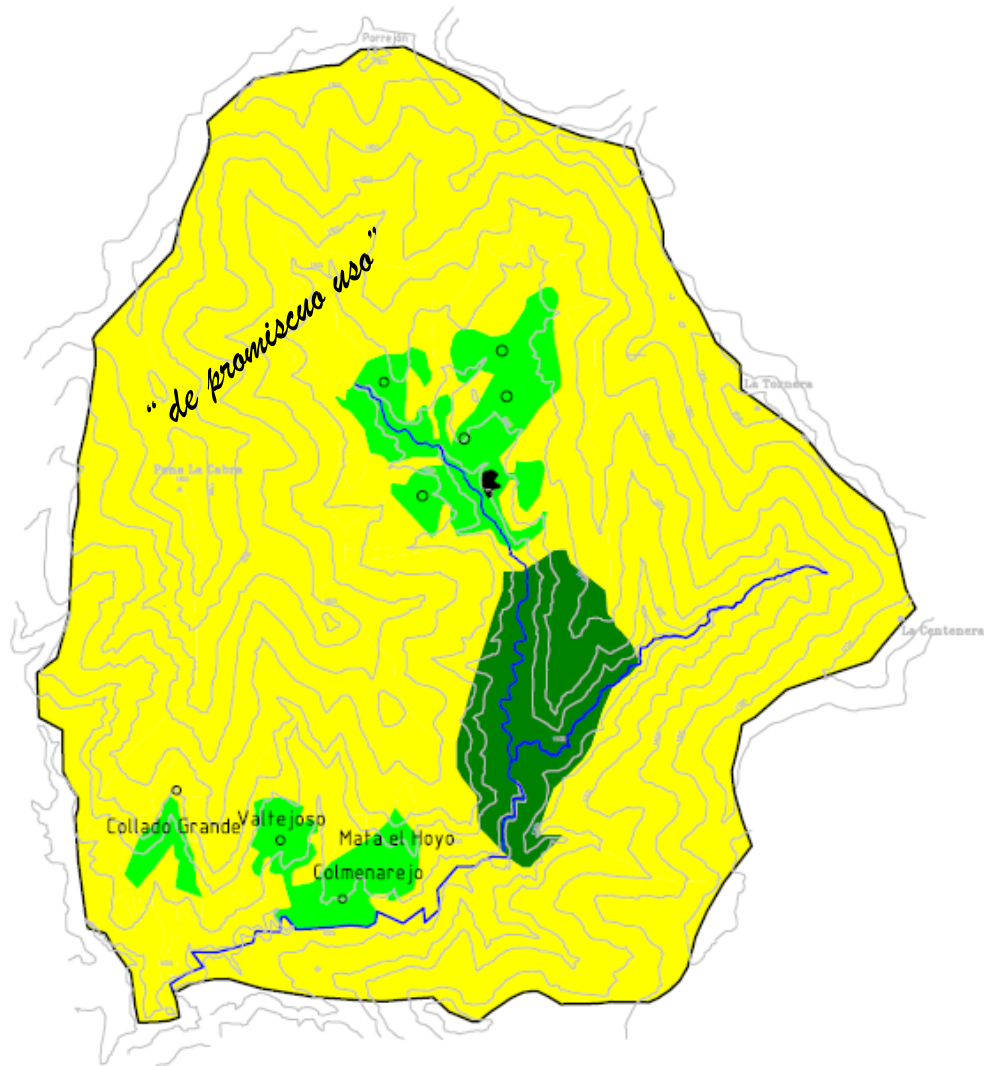 Porrejón
“ de promiscuo uso”
La Tornera
Peña La Cabra
La Centenera
Collado Grande
Valtejoso
Mata el Hoyo
Colmenarejo